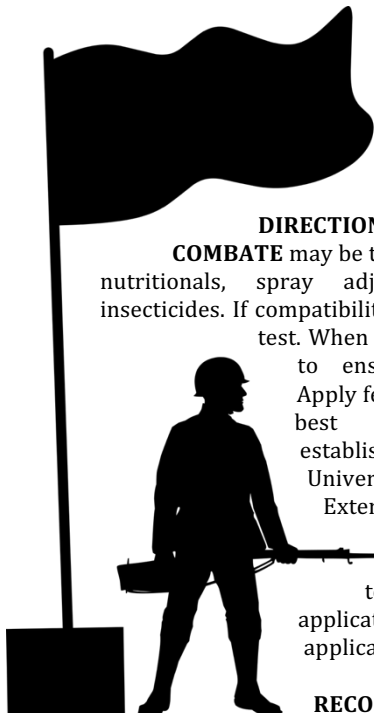 DIRECTION
COMBATE may be t
nutritionals, spray adj
insecticides. If compatibilit
test. When
to ens
Apply fe
best
establis
Univer
Exter
t
applicat
applica
RECO